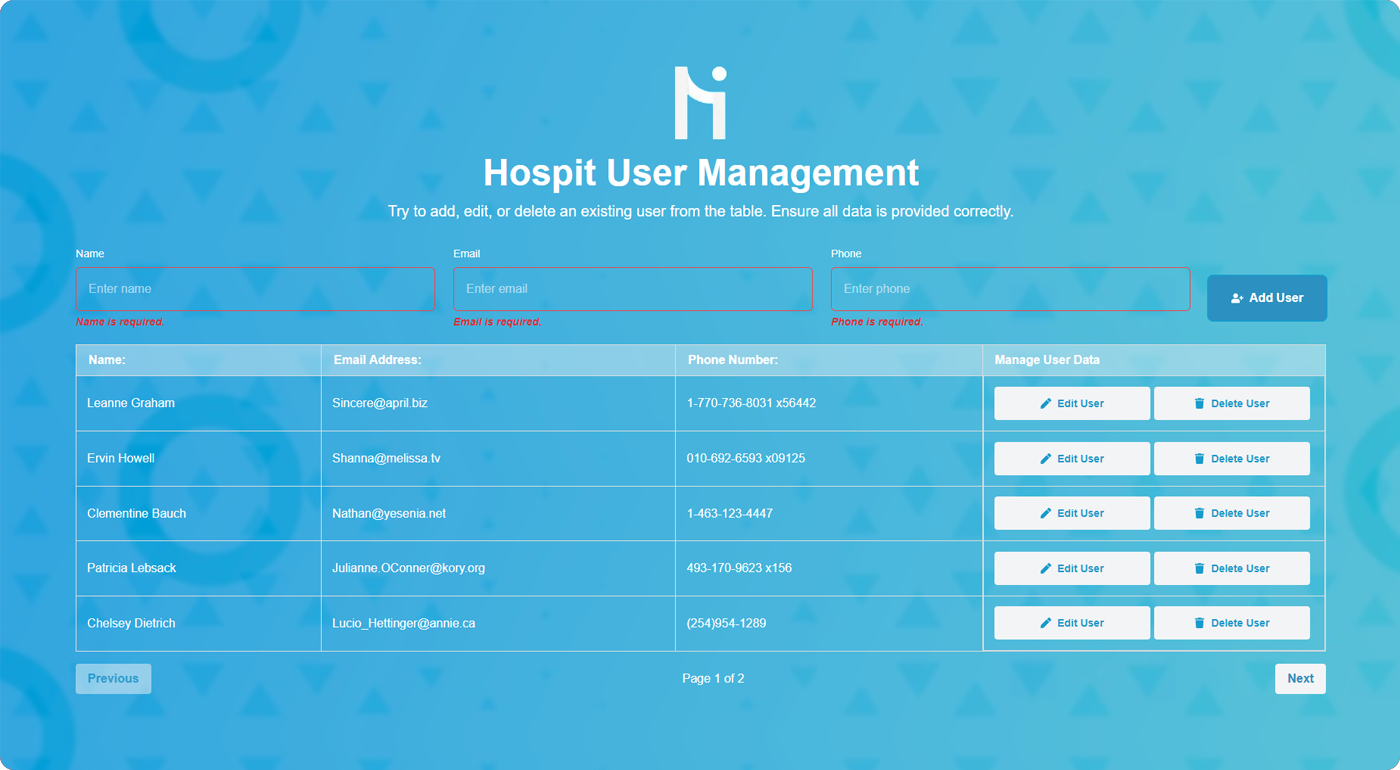 Hospit User Management
Try to add, edit, or delete an existing user from the table. Ensure all data is provided correctly.
Name Email Phone
Enter name Enter email Enter phone Add User
Name is required. Email is required. Phone is required.
Name: Email Address: Phone Number: Manage User Data
Leanne Graham Sincere@april.biz 1-770-736-8031 x56442 Edit User Delete User
Ervin Howell Shanna@melissa.tv 010-692-6593 x09125 Edit User Delete User
Clementine Bauch Nathan@yesenia.net 1-463-123-4447 Edit User Delete User
Patricia Lebsack Julianne.OConner@kory.org 493-170-9623 x156 Edit User Delete User
Chelsey Dietrich Lucio_Hettinger@annie.ca (254)954-1289 Edit User Delete User
Previous Page 1 of 2 Next